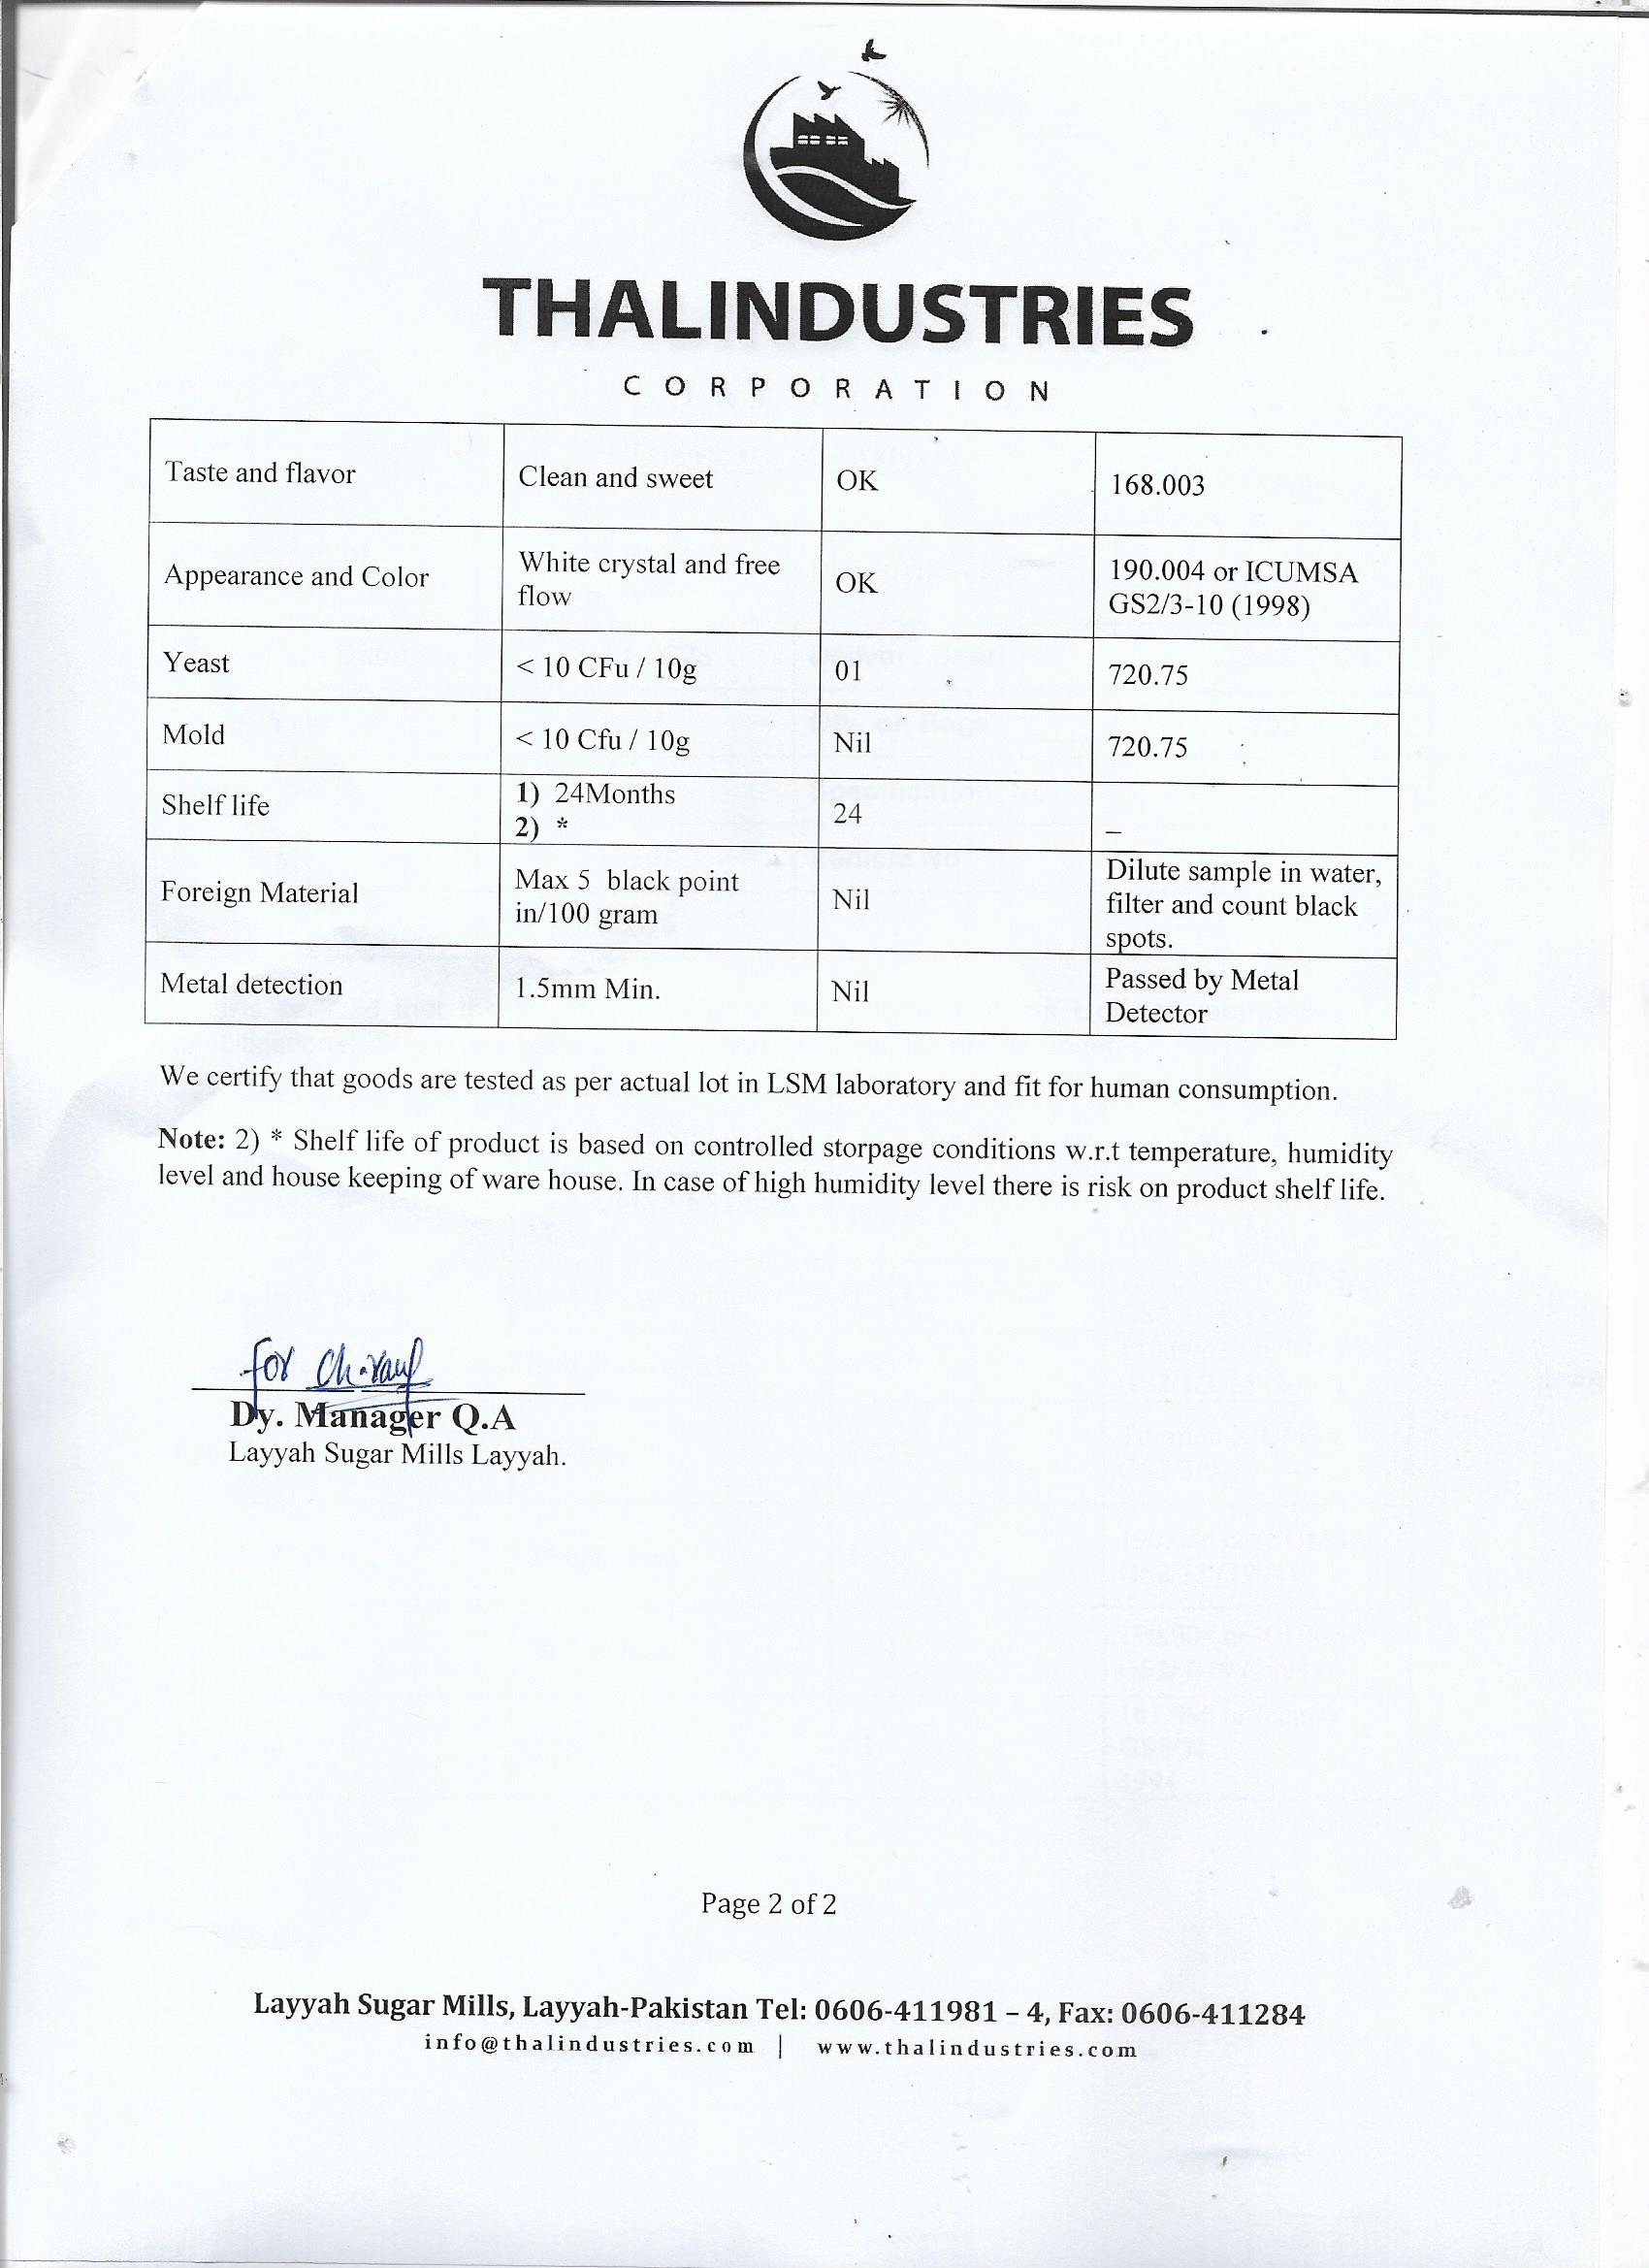 THALINDUSTRIES
CORPORATION
Taste and flavor Clean and sweet OK 168.003
Appearance and Color White crystal and free flow OK 190.004 or ICUMSA GS2/3-10 (1998)
Yeast < 10 CFu / 10g 01 720.75
Mold < 10 Cfu / 10g Nil 720.75
Shelf life 1) 24Months 2) * 24 –
Foreign Material Max 5 black point in/100 gram Nil Dilute sample in water, filter and count black spots.
Metal detection 1.5mm Min. Nil Passed by Metal Detector
We certify that goods are tested as per actual lot in LSM laboratory and fit for human consumption.
Note: 2) * Shelf life of product is based on controlled storpage conditions w.r.t temperature, humidity
level and house keeping of ware house. In case of high humidity level there is risk on product shelf life.
for Ch. rauf
Dy. Manager Q.A
Layyah Sugar Mills Layyah.
Page 2 of 2
Layyah Sugar Mills, Layyah-Pakistan Tel: 0606-411981 – 4, Fax: 0606-411284
info@thalindustries.com | www.thalindustries.com